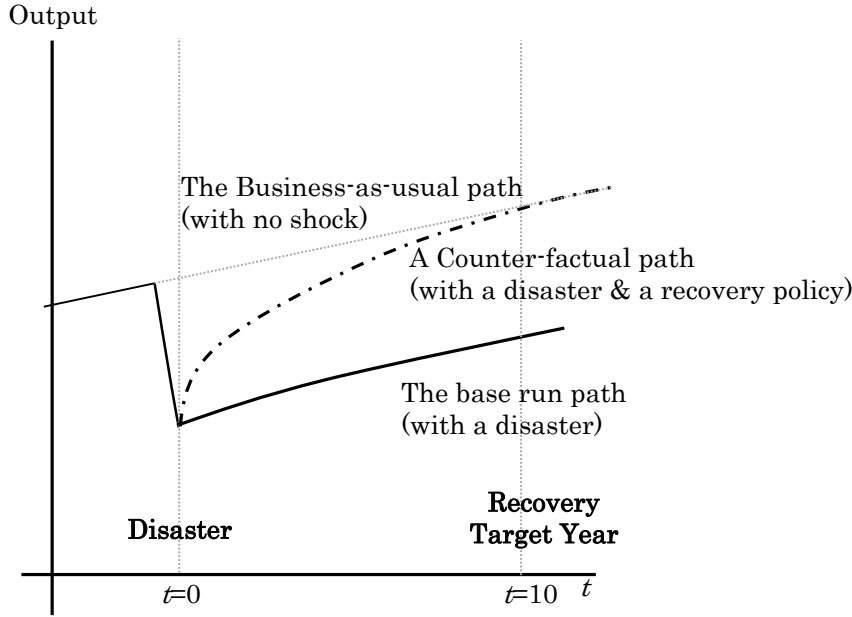 Output
The Business-as-usual path
(with no shock)
A Counter-factual path
(with a disaster & a recovery policy)
The base run path
(with a disaster)
Recovery
Target Year
Disaster
t=0
t=10
t